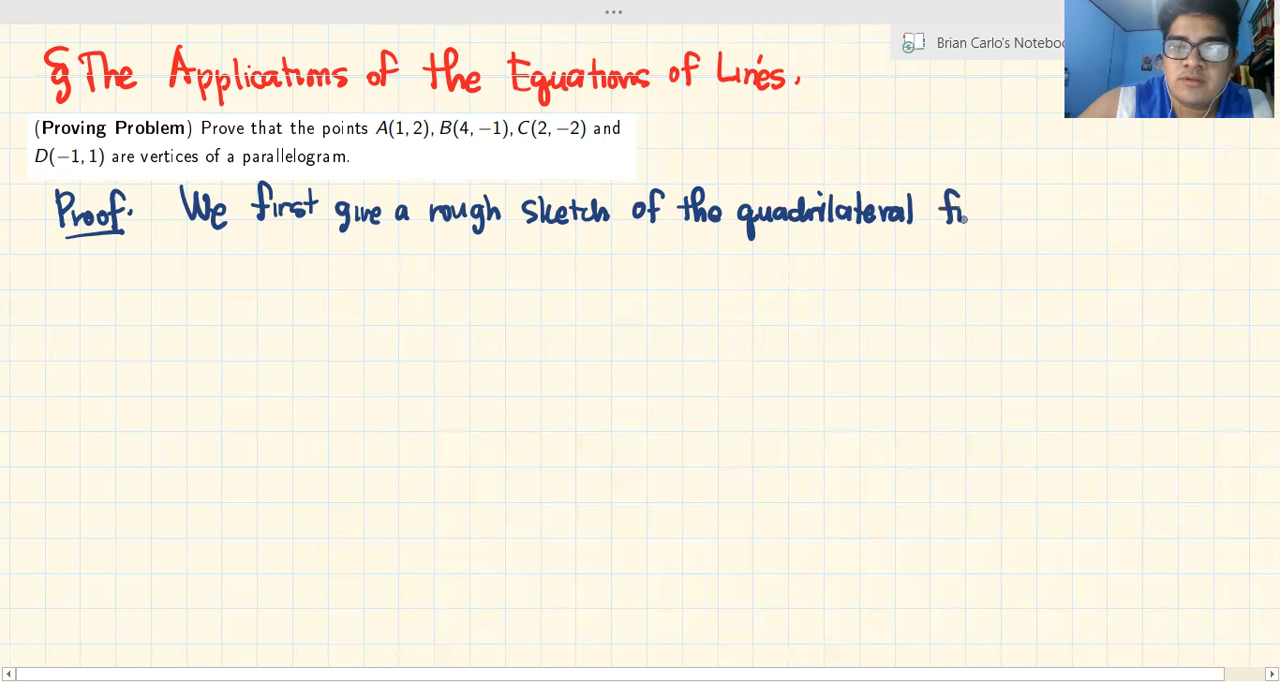 Brian Carlo's Noteboo
§ The Applications of the Equations of Lines.
(Proving Problem) Prove that the points A(1, 2), B(4, −1), C(2, −2) and
D(−1, 1) are vertices of a parallelogram.
Proof. We first give a rough sketch of the quadrilateral fi